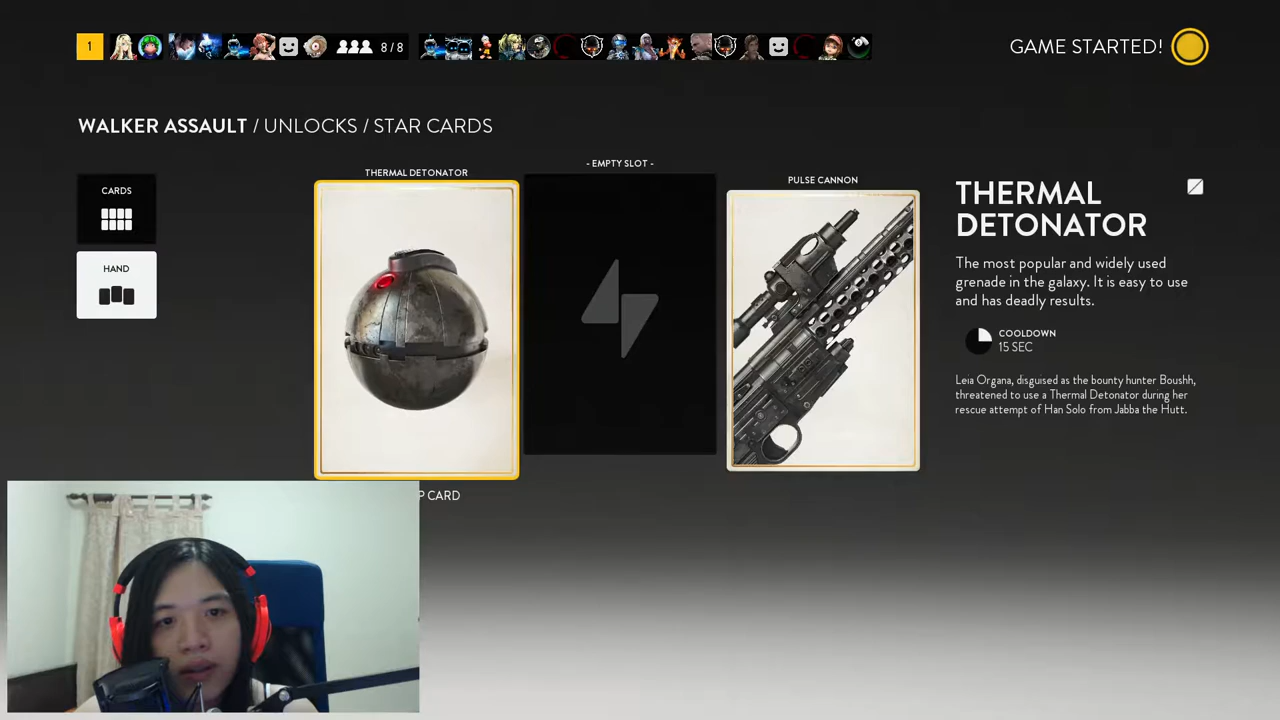 1
8 / 8
GAME STARTED!
WALKER ASSAULT / UNLOCKS / STAR CARDS
CARDS
HAND
THERMAL DETONATOR
- EMPTY SLOT -
PULSE CANNON
P CARD
THERMAL
DETONATOR
The most popular and widely used
grenade in the galaxy. It is easy to use
and has deadly results.
COOLDOWN
15 SEC
Leia Organa, disguised as the bounty hunter Boushh,
threatened to use a Thermal Detonator during her
rescue attempt of Han Solo from Jabba the Hutt.